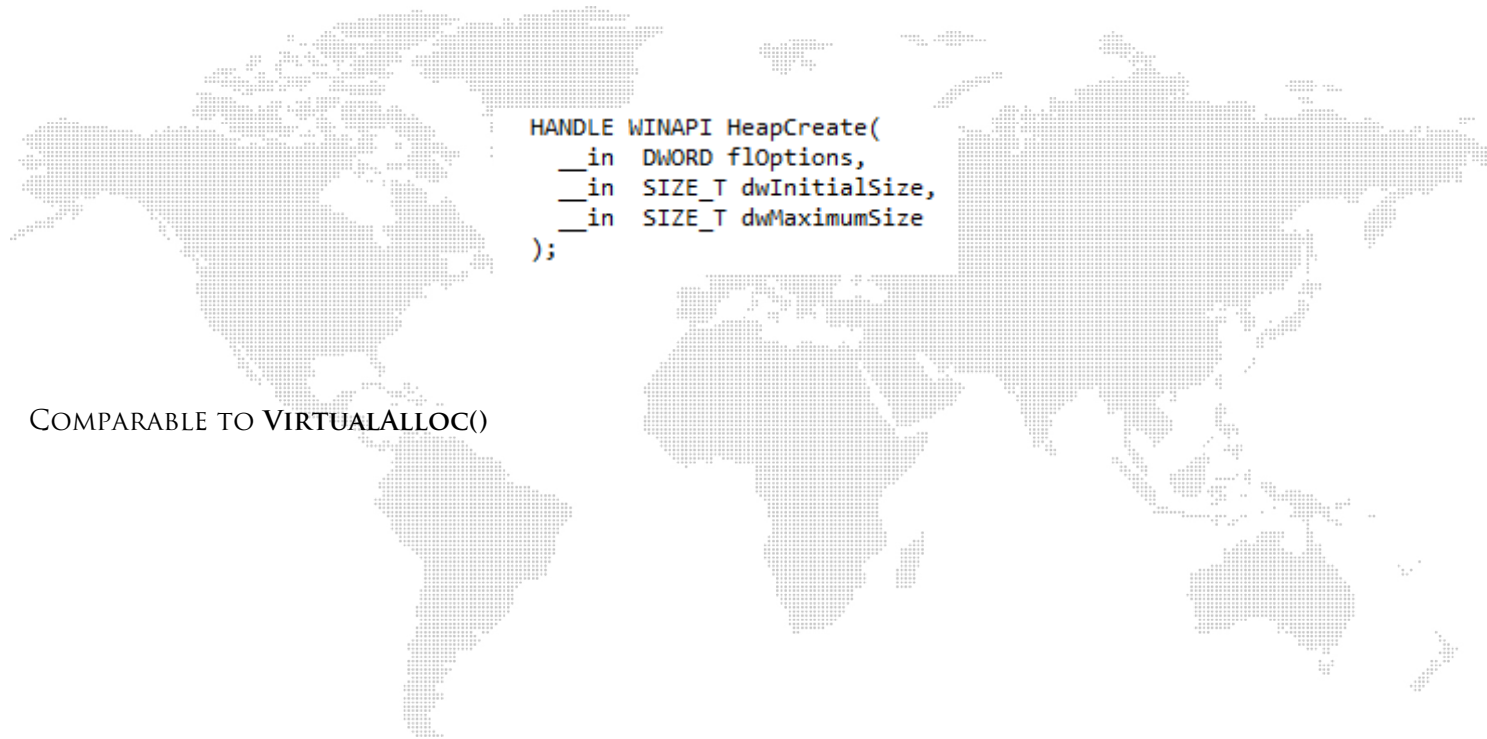 HANDLE WINAPI HeapCreate(
  __in  DWORD flOptions,
  __in  SIZE_T dwInitialSize,
  __in  SIZE_T dwMaximumSize
);
COMPARABLE TO VIRTUALALLOC()